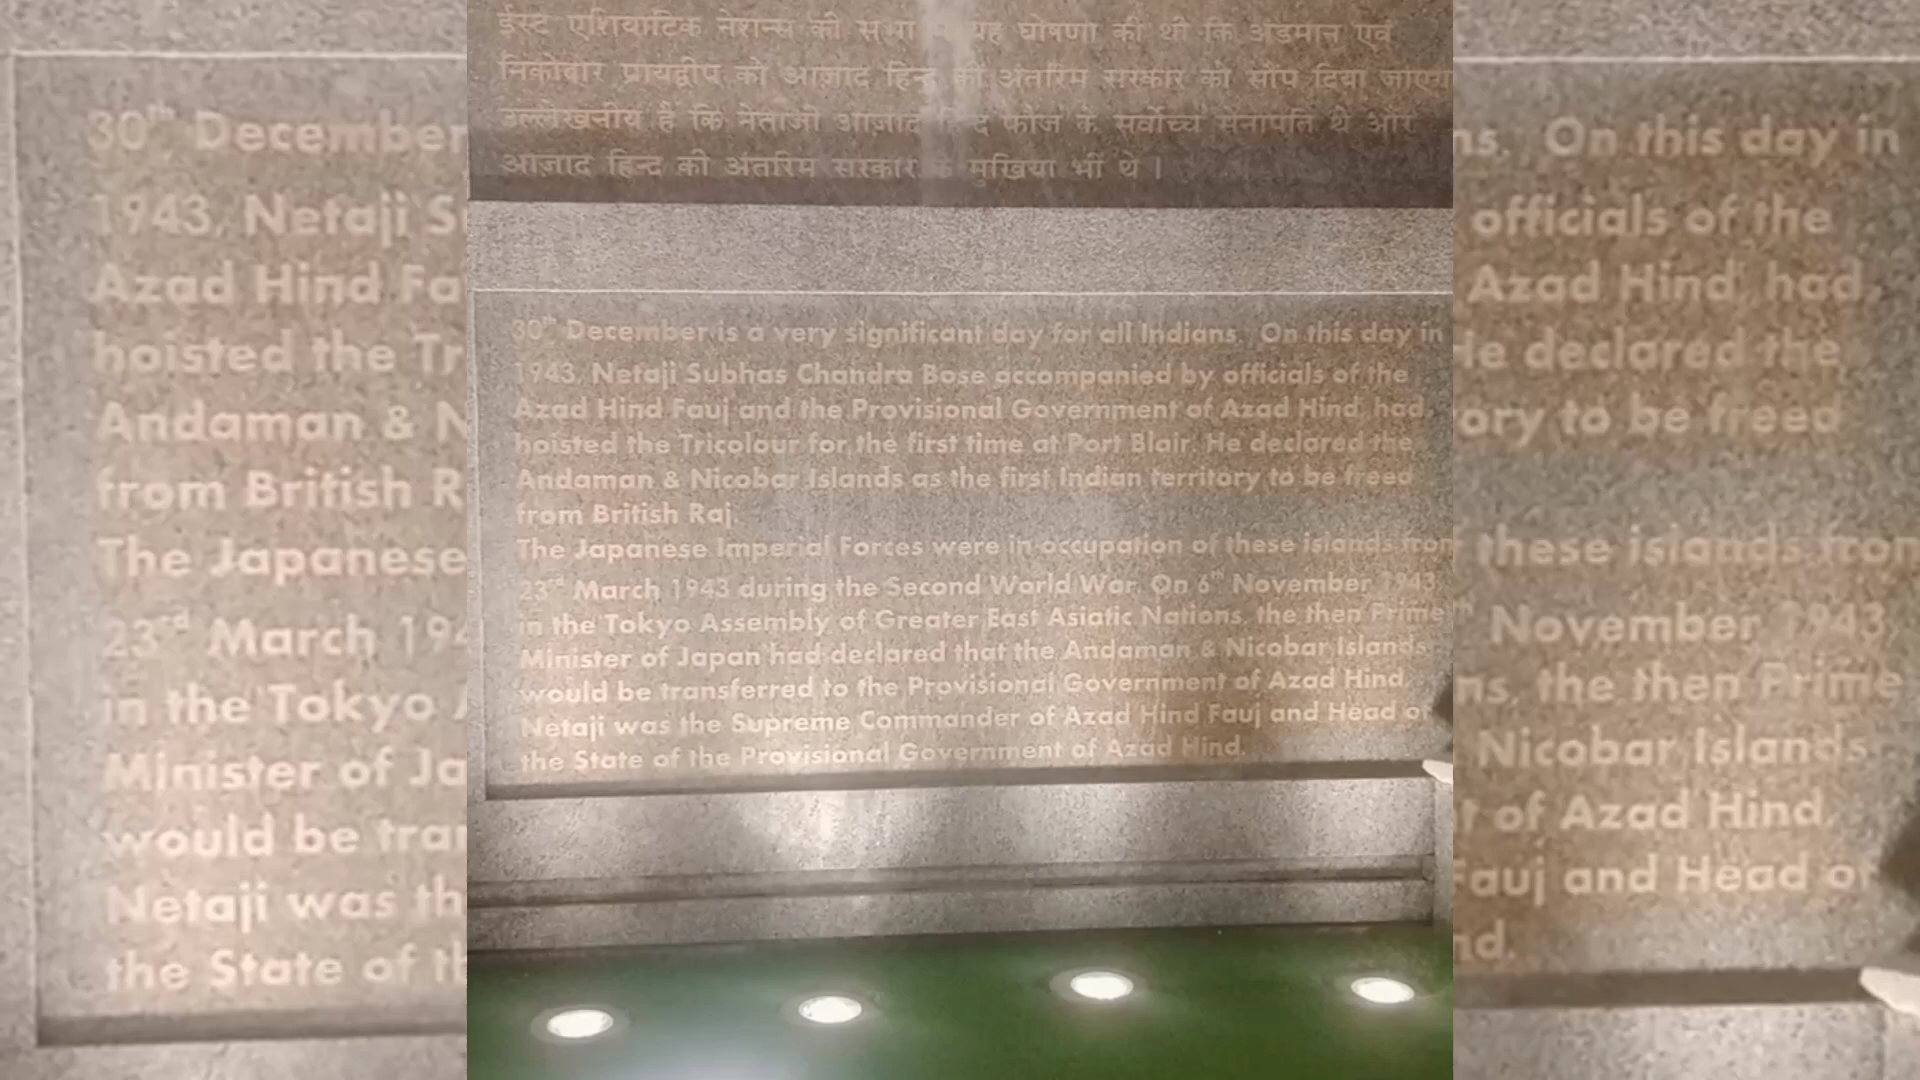 ईस्ट एशियाटिक नेशन्स की सभा में यह घोषणा की थी कि अंडमान एवं
निकोबार प्रायद्वीप को आज़ाद हिन्द की अंतरिम सरकार को सौंप दिया जाएगा
उल्लेखनीय है कि नेताजी आज़ाद हिन्द फौज के सर्वोच्च सेनापति थे और
आज़ाद हिन्द की अंतरिम सरकार के मुखिया भी थे ।
30th December is a very significant day for all Indians. On this day in
1943, Netaji Subhas Chandra Bose accompanied by officials of the
Azad Hind Fauj and the Provisional Government of Azad Hind, had,
hoisted the Tricolour for the first time at Port Blair. He declared the
Andaman & Nicobar Islands as the first Indian territory to be freed
from British Raj.
The Japanese Imperial Forces were in occupation of these islands from
23rd March 1943 during the Second World War. On 6th November 1943,
in the Tokyo Assembly of Greater East Asiatic Nations, the then Prime
Minister of Japan had declared that the Andaman & Nicobar Islands
would be transferred to the Provisional Government of Azad Hind.
Netaji was the Supreme Commander of Azad Hind Fauj and Head of
the State of the Provisional Government of Azad Hind.